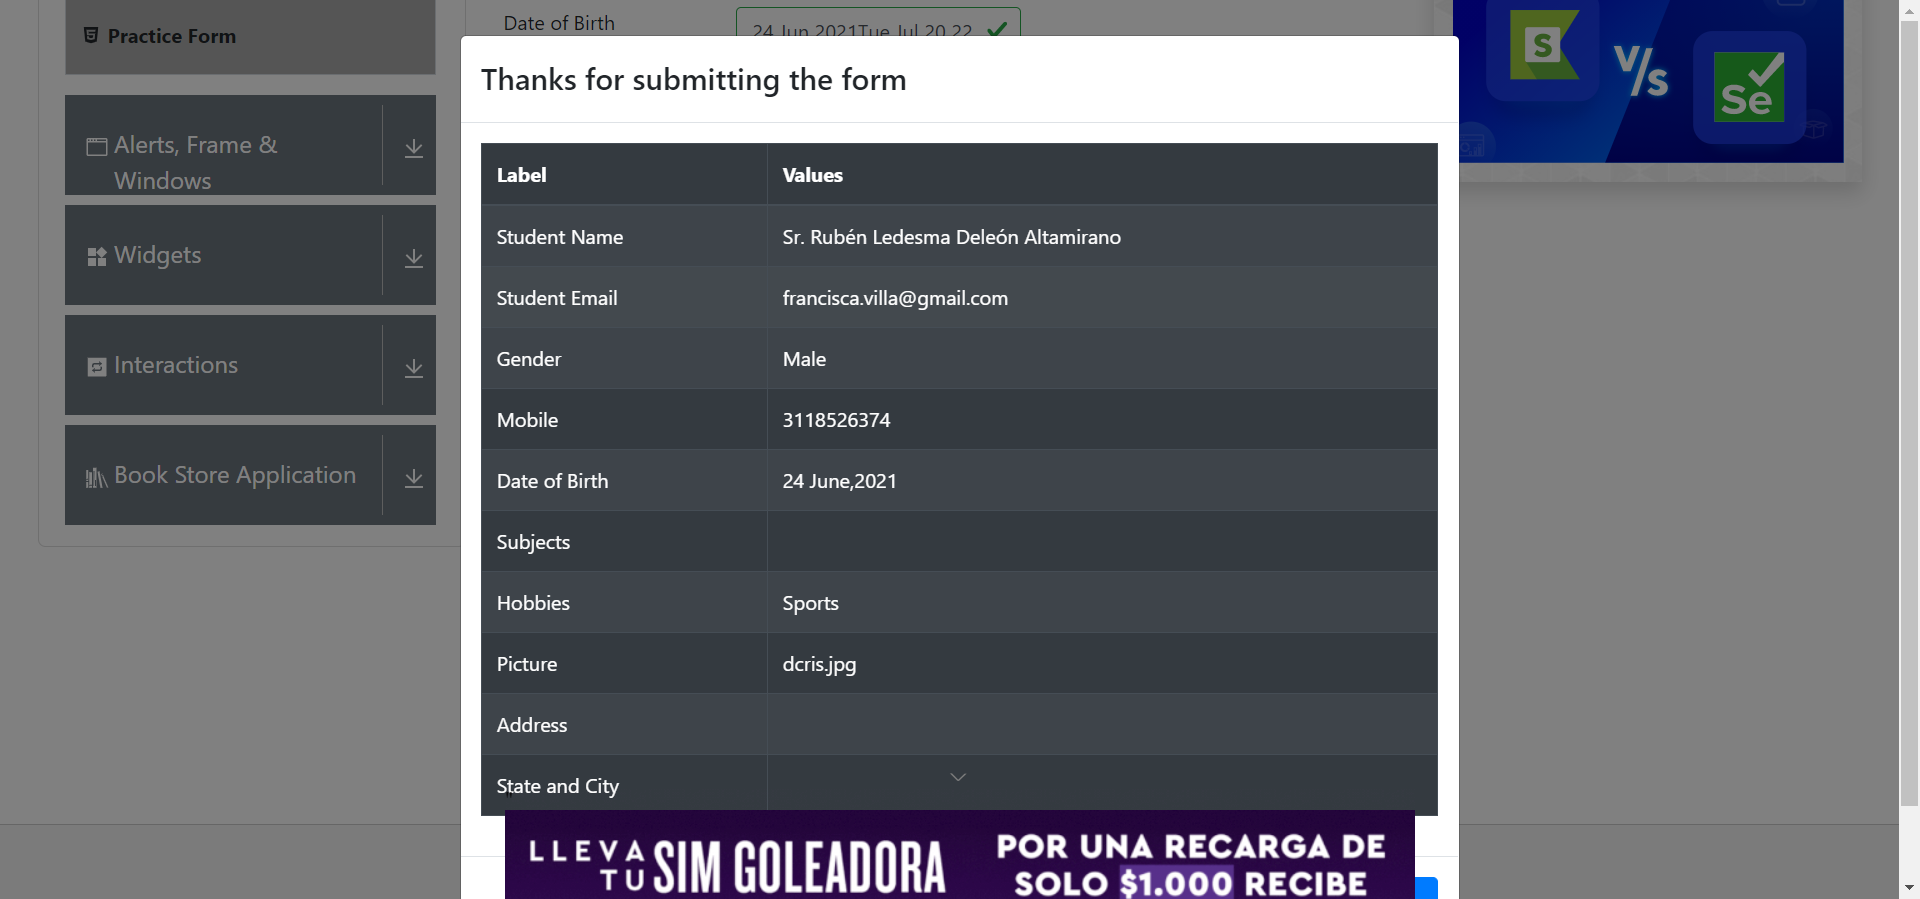 Practice Form
Alerts, Frame &
Windows
Widgets
Interactions
Book Store Application
Date of Birth
24 Jun 2021Tue Jul 20 22
Thanks for submitting the form
Label Values
Student Name Sr. Rubén Ledesma Deleón Altamirano
Student Email francisca.villa@gmail.com
Gender Male
Mobile 3118526374
Date of Birth 24 June,2021
Subjects
Hobbies Sports
Picture dcris.jpg
Address
State and City
S V/s Se
LLEVA TU SIM GOLEADORA
POR UNA RECARGA DE
SOLO $1.000 RECIBE